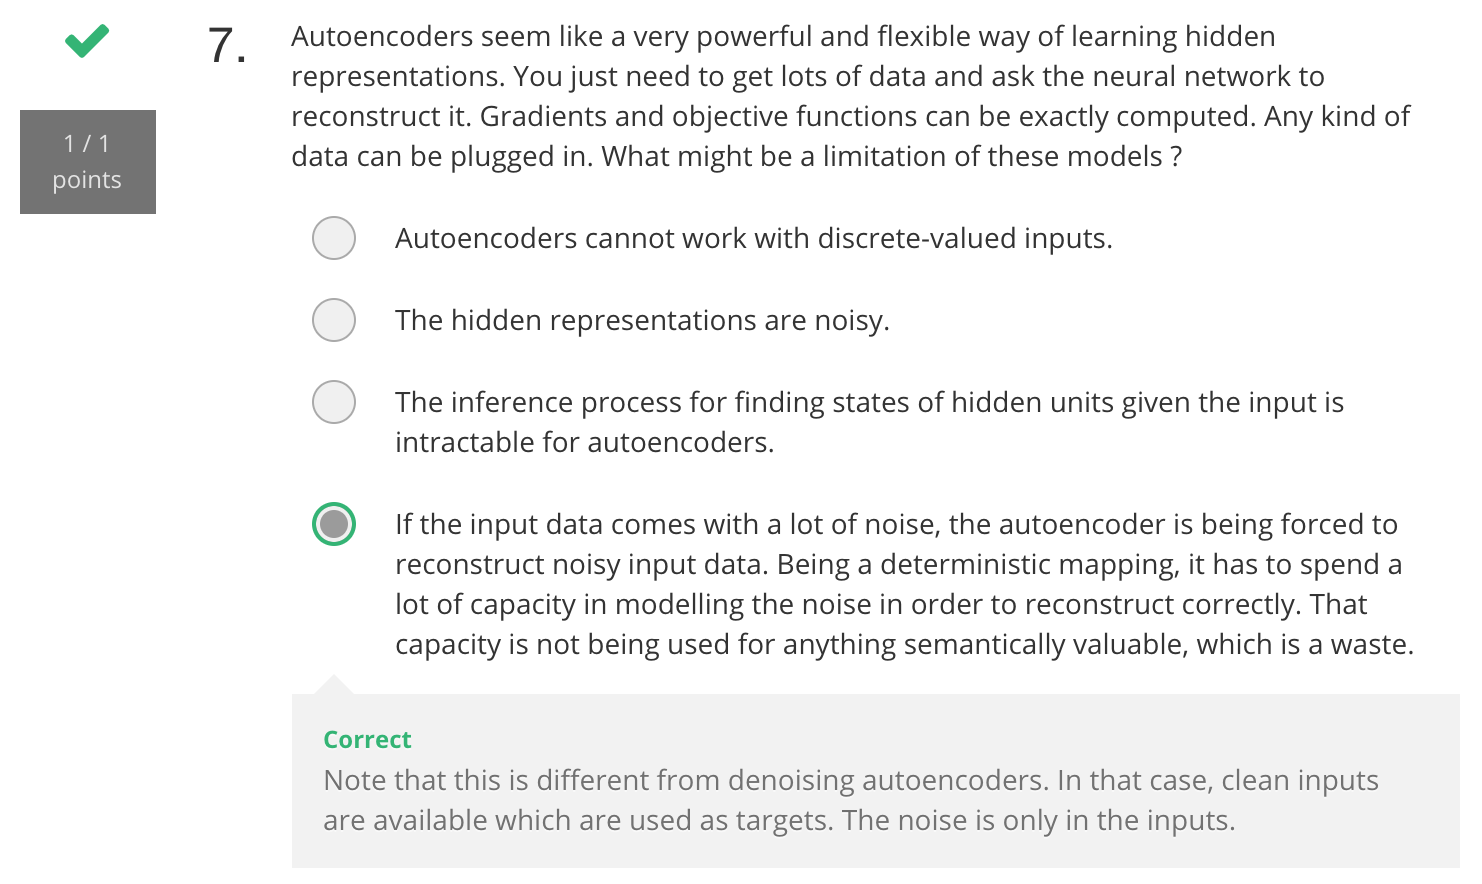 7.
Autoencoders seem like a very powerful and flexible way of learning hidden
representations. You just need to get lots of data and ask the neural network to
reconstruct it. Gradients and objective functions can be exactly computed. Any kind of
data can be plugged in. What might be a limitation of these models ?
1 / 1
points
Autoencoders cannot work with discrete-valued inputs.
The hidden representations are noisy.
The inference process for finding states of hidden units given the input is
intractable for autoencoders.
If the input data comes with a lot of noise, the autoencoder is being forced to
reconstruct noisy input data. Being a deterministic mapping, it has to spend a
lot of capacity in modelling the noise in order to reconstruct correctly. That
capacity is not being used for anything semantically valuable, which is a waste.
Correct
Note that this is different from denoising autoencoders. In that case, clean inputs
are available which are used as targets. The noise is only in the inputs.